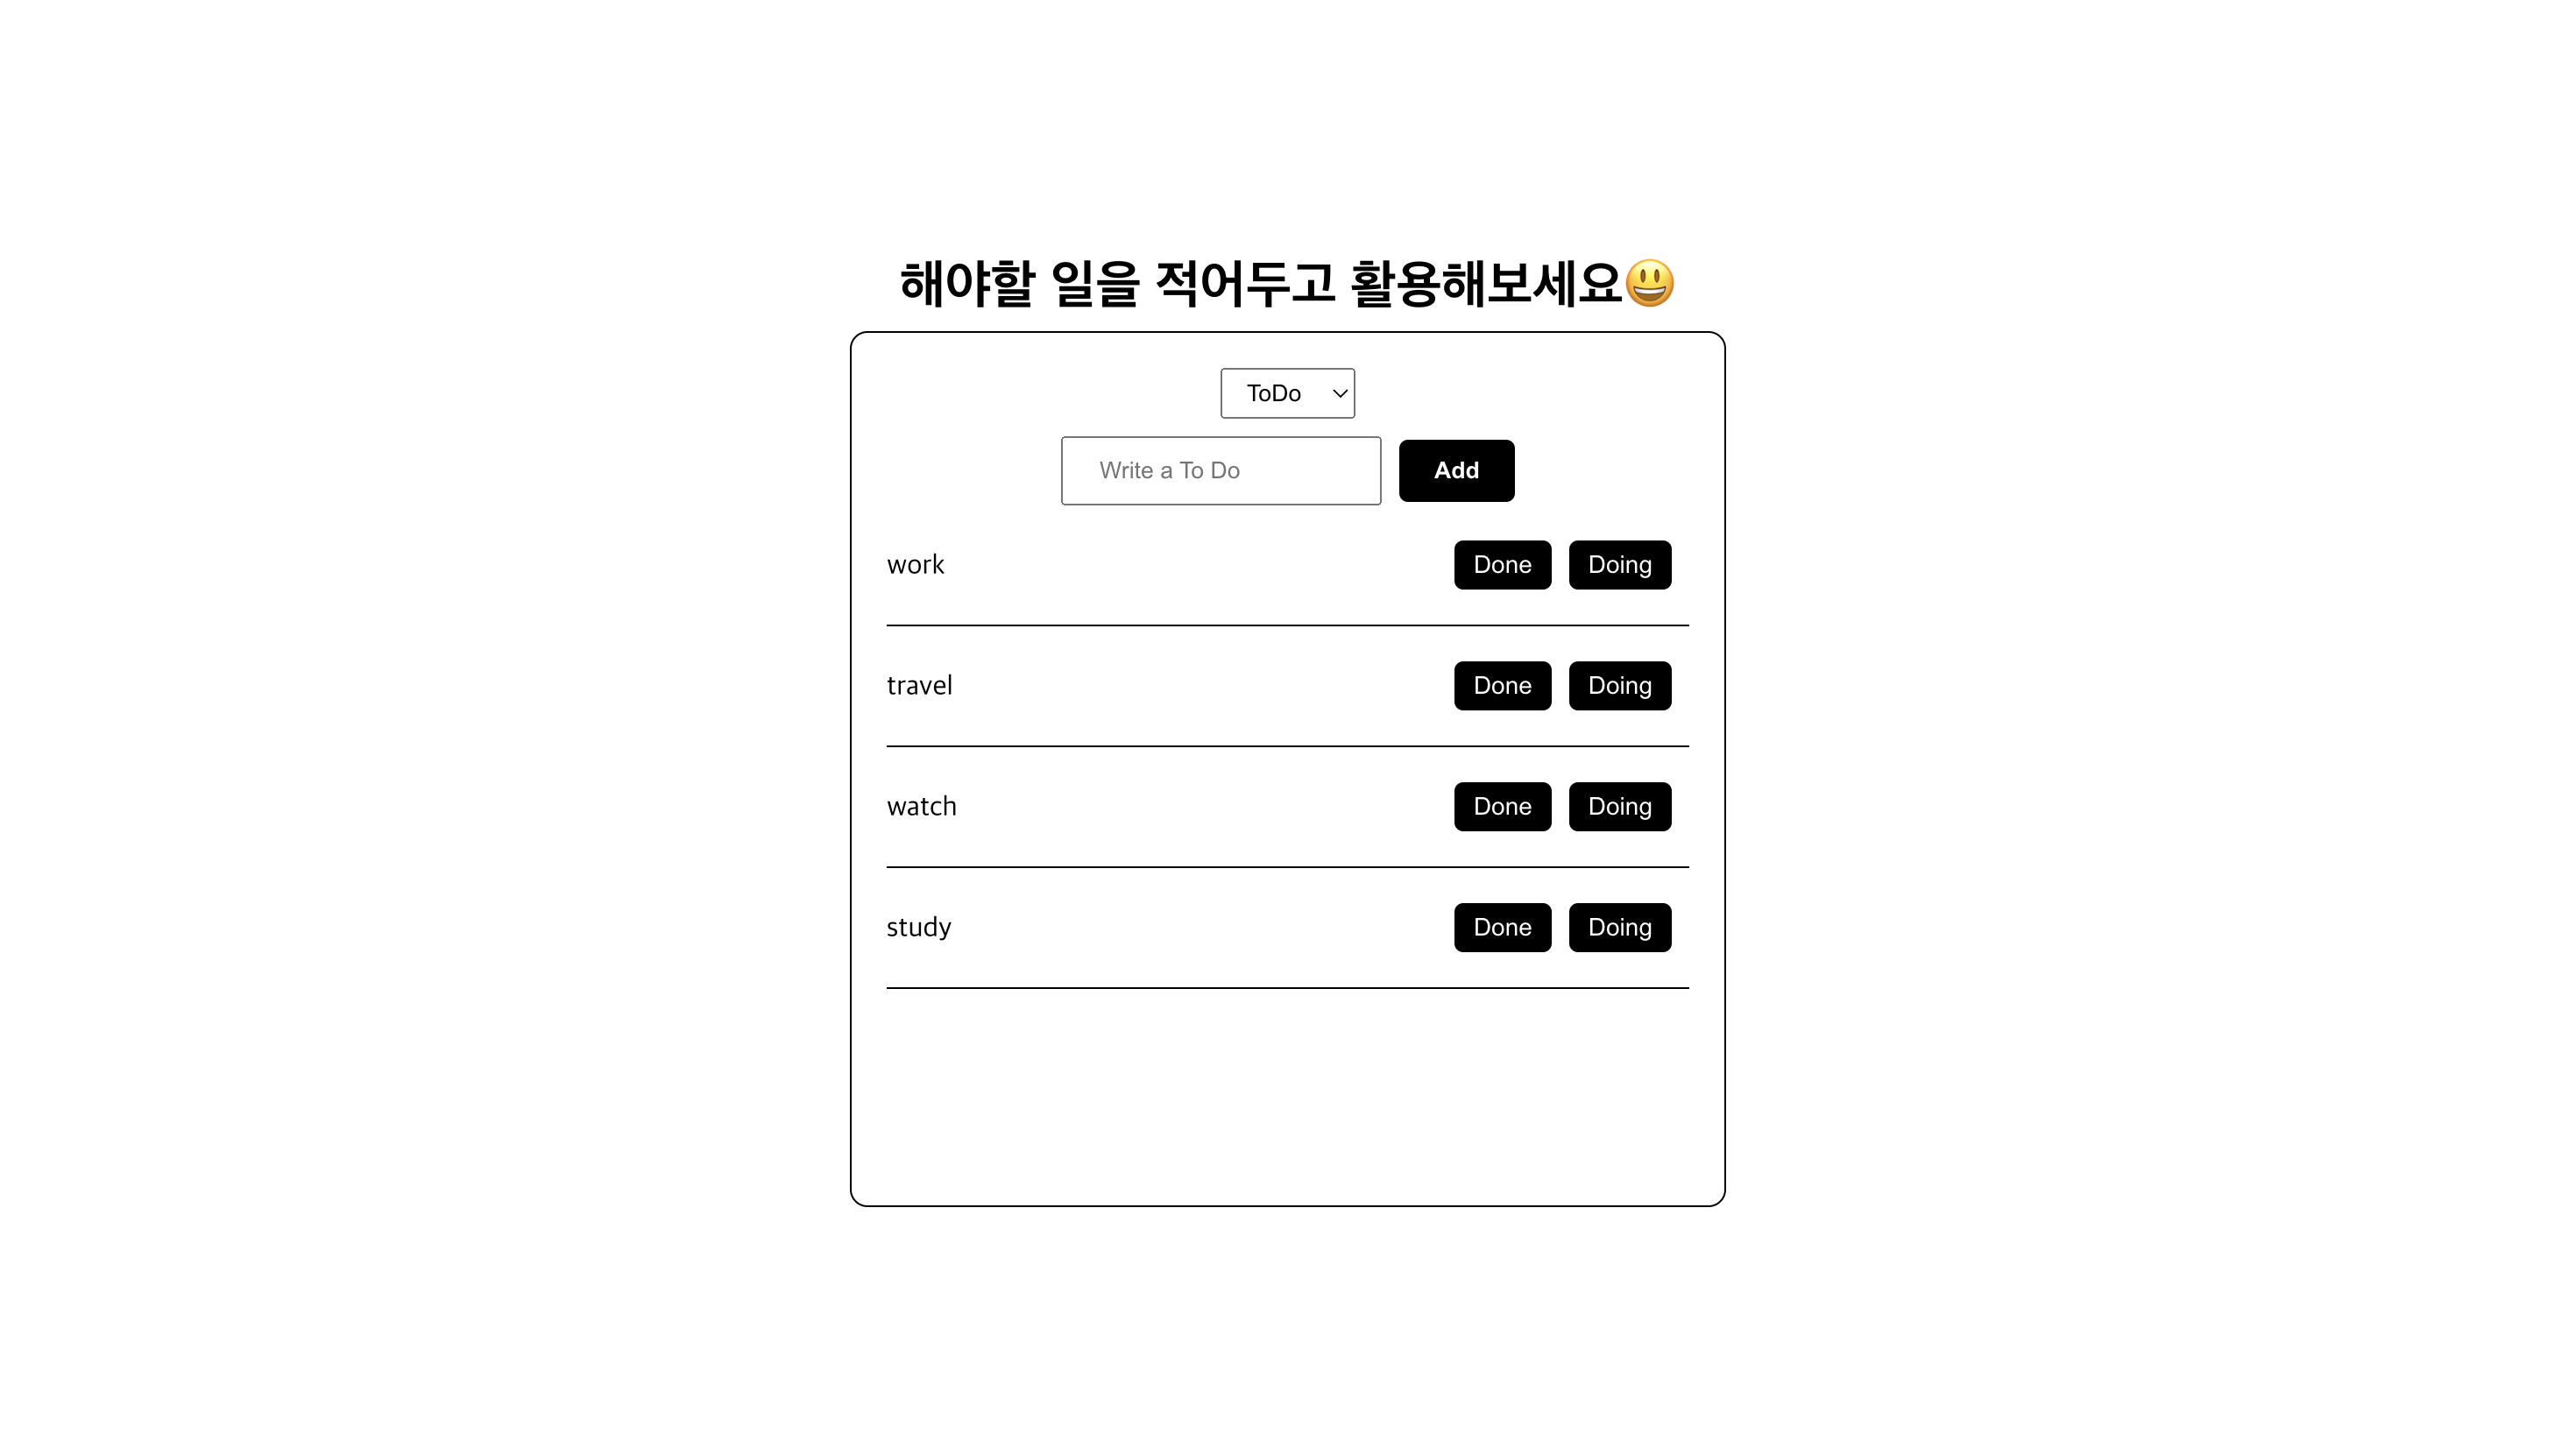 해야할 일을 적어두고 활용해보세요😃
ToDo
Write a To Do Add
work Done Doing
travel Done Doing
watch Done Doing
study Done Doing